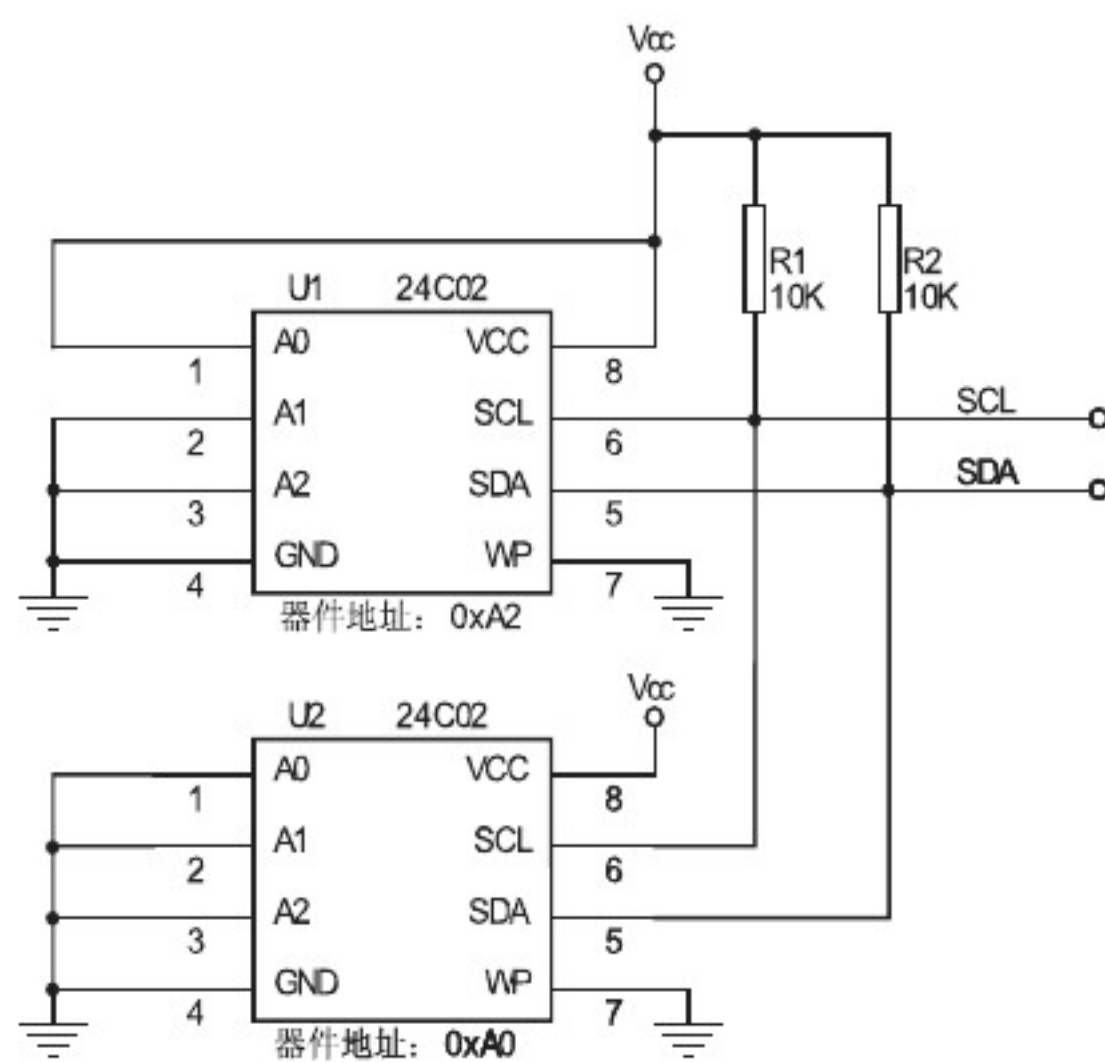 Vcc
R1
10K
R2
10K
U1 24C02
A0 VCC
1 8
A1 SCL
2 6
SCL
A2 SDA
3 5
SDA
GND WP
4 7
器件地址: 0xA2
Vcc
U2 24C02
A0 VCC
1 8
A1 SCL
2 6
A2 SDA
3 5
GND WP
4 7
器件地址: 0xA0